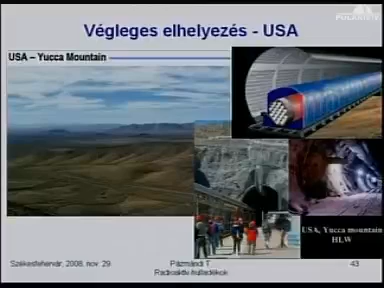 Végleges elhelyezés - USA
USA – Yucca Mountain
USA, Yucca mountain
HLW
Székesfehérvár, 2008. nov. 29.
Pázmándi T.
Radioaktív hulladékok
43